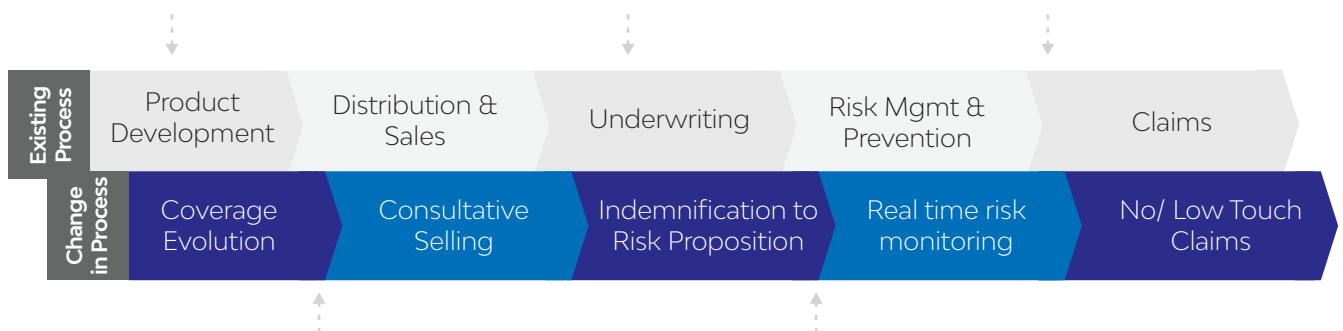 Existing
Process
Product
Development
Distribution &
Sales
Underwriting
Risk Mgmt &
Prevention
Claims
Change
in Process
Coverage
Evolution
Consultative
Selling
Indemnification to
Risk Proposition
Real time risk
monitoring
No/ Low Touch
Claims